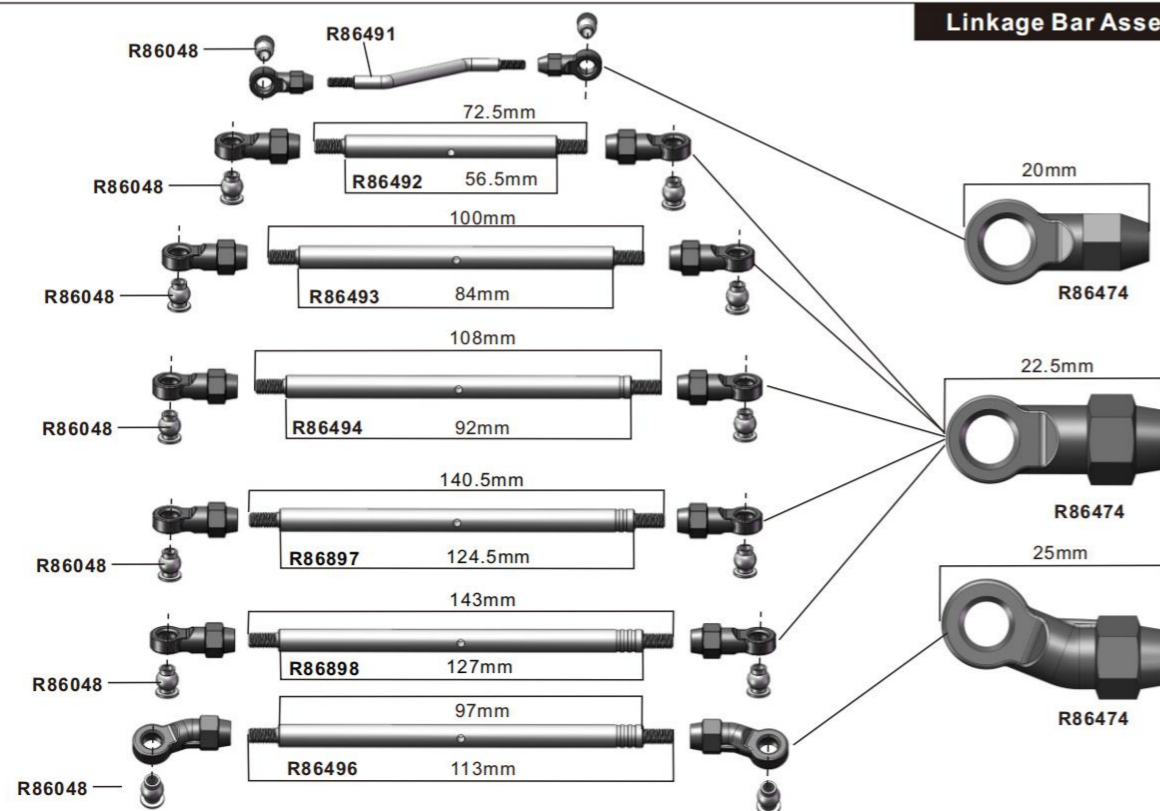 Linkage Bar Asse
R86048
R86491
72.5mm
R86048
R86492
56.5mm
20mm
R86474
100mm
R86048
R86493
84mm
108mm
R86048
R86494
92mm
22.5mm
R86474
140.5mm
R86048
R86897
124.5mm
25mm
R86474
143mm
R86048
R86898
127mm
97mm
R86048
R86496
113mm